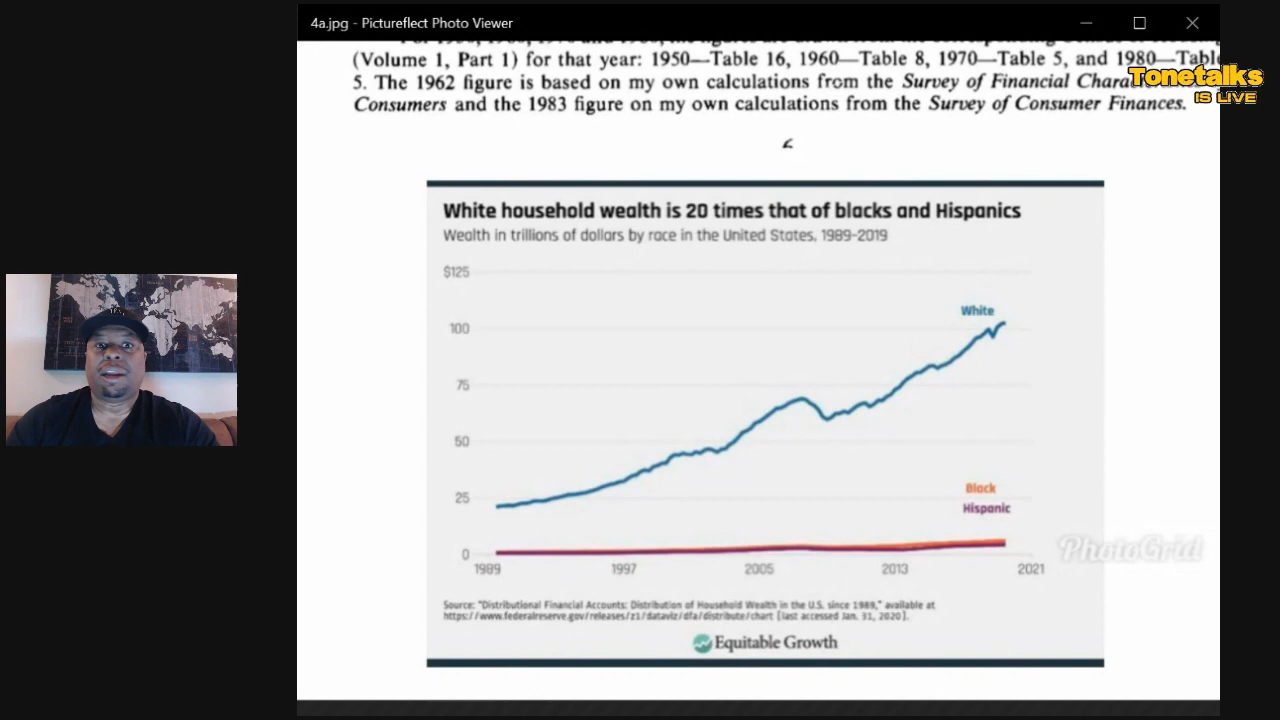 4a.jpg - Pictureflect Photo Viewer
(Volume 1, Part 1) for that year: 1950—Table 16, 1960—Table 8, 1970—Table 5, and 1980—Table
5. The 1962 figure is based on my own calculations from the Survey of Financial
Consumers and the 1983 figure on my own calculations from the Survey of Consumer Finances.
Tonetalks
IS LIVE
White household wealth is 20 times that of blacks and Hispanics
Wealth in trillions of dollars by race in the United States, 1989-2019
$125
100
75
50
25
0
White
Black
Hispanic
1989 1997 2005 2013 2021
PhotoGrid
Source: "Distributional Financial Accounts: Distribution of Household Wealth in the U.S. since 1989," available at
https://www.federalreserve.gov/releases/z1/dataviz/dfa/distribute/chart [last accessed Jan. 31, 2020].
Equitable Growth